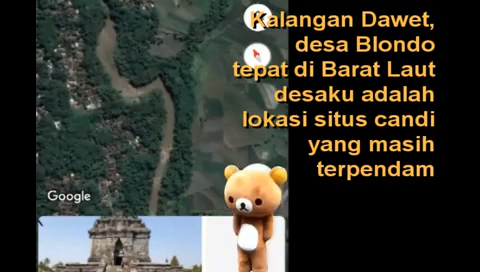 Kalangan Dawet,
desa Blondo
tepat di Barat Laut
desaku adalah
lokasi situs candi
yang masih
terpendam
Google